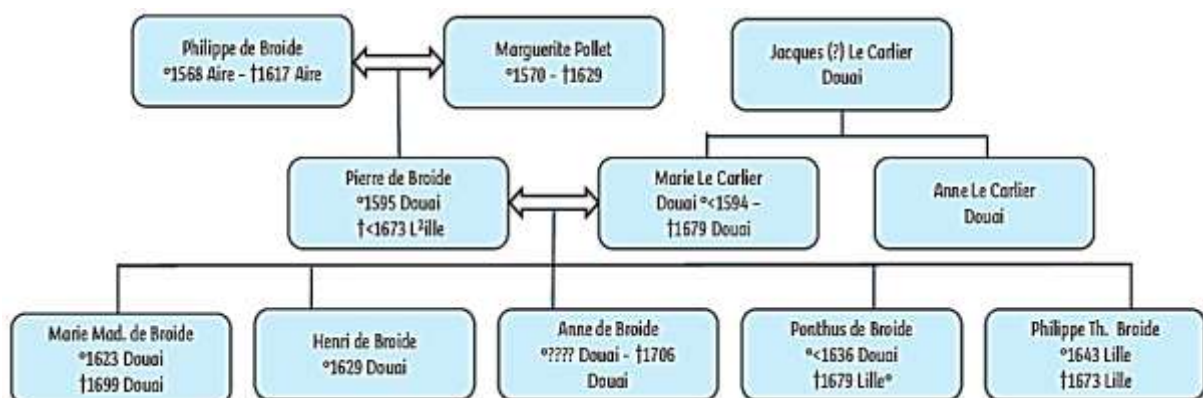 Philippe de Broide
°1568 Aire – †1617 Aire
Marguerite Pollet
°1570 – †1629
Jacques (?) Le Carlier
Douai
Pierre de Broide
°1595 Douai
†<1673 L²ille
Marie Le Carlier
Douai °<1594 –
†1679 Douai
Anne Le Carlier
Douai
Marie Mad. de Broide
°1623 Douai
†1699 Douai
Henri de Broide
°1629 Douai
Anne de Broide
°???? Douai – †1706
Douai
Ponthus de Broide
°<1636 Douai
†1679 Lille°
Philippe Th. Broide
°1643 Lille
†1673 Lille